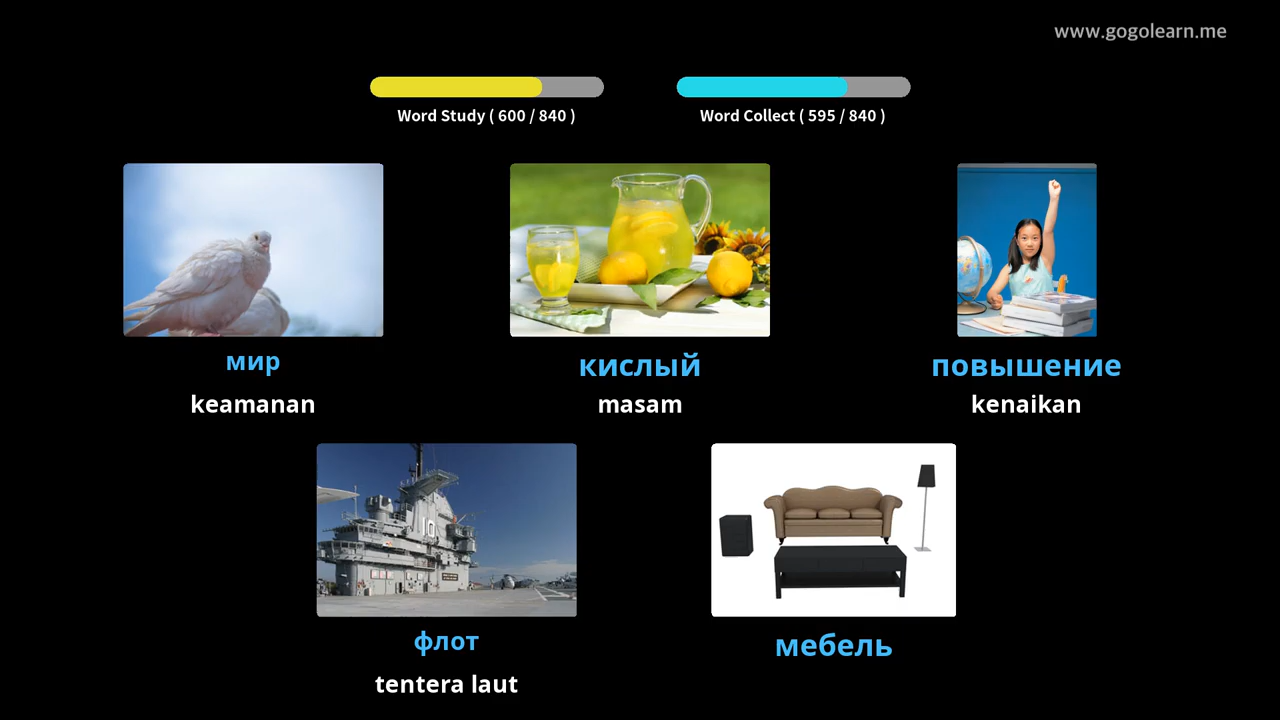 www.gogolearn.me
Word Study ( 600 / 840 )
Word Collect ( 595 / 840 )
мир
keamanan
кислый
masam
повышение
kenaikan
флот
tentera laut
мебель